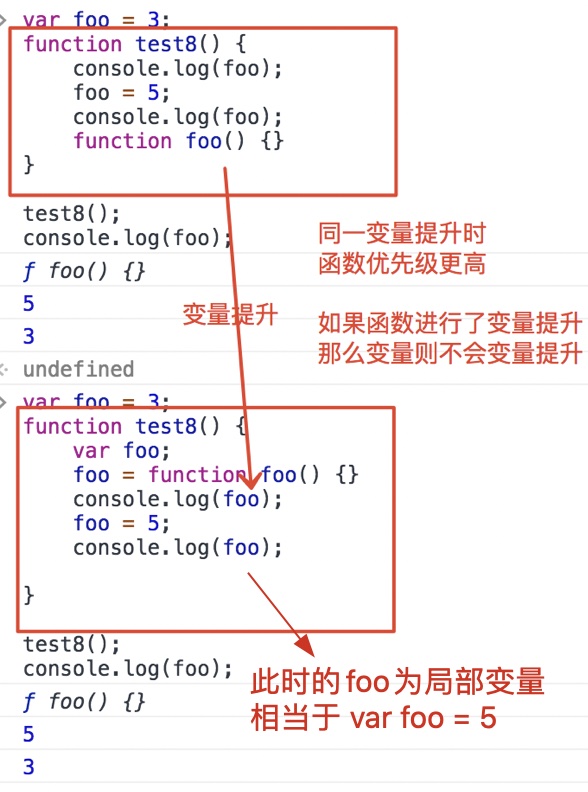 var foo = 3;
function test8() {
console.log(foo);
foo = 5;
console.log(foo);
function foo() {}
}
test8();
console.log(foo);
同一变量提升时
函数优先级更高
ƒ foo() {}
5
变量提升
如果函数进行了变量提升
3
那么变量则不会变量提升
undefined
var foo = 3;
function test8() {
var foo;
foo = function foo() {}
console.log(foo);
foo = 5;
console.log(foo);
}
test8();
console.log(foo);
此时的foo为局部变量
相当于 var foo = 5
ƒ foo() {}
5
3